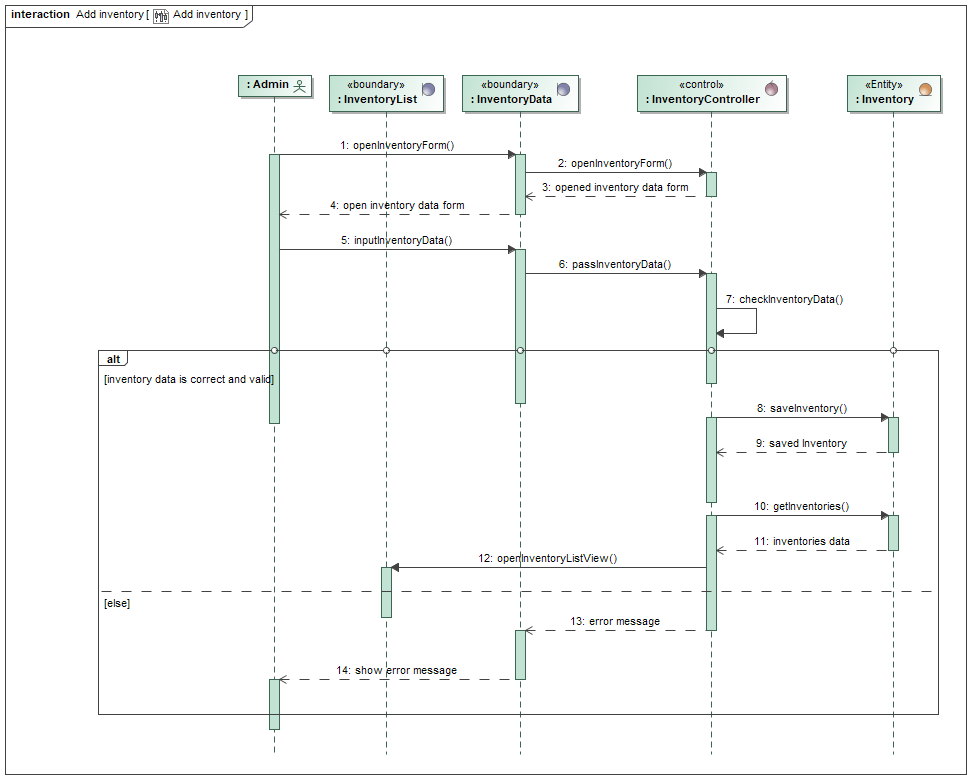 interaction Add inventory [ Add inventory ]
: Admin
«boundary»
: InventoryList
«boundary»
: InventoryData
«control»
: InventoryController
«Entity»
: Inventory
1: openInventoryForm()
2: openInventoryForm()
3: opened inventory data form
4: open inventory data form
5: inputInventoryData()
6: passInventoryData()
7: checkInventoryData()
alt
[inventory data is correct and valid]
8: saveInventory()
9: saved Inventory
10: getInventories()
11: inventories data
12: openInventoryListView()
[else]
13: error message
14: show error message